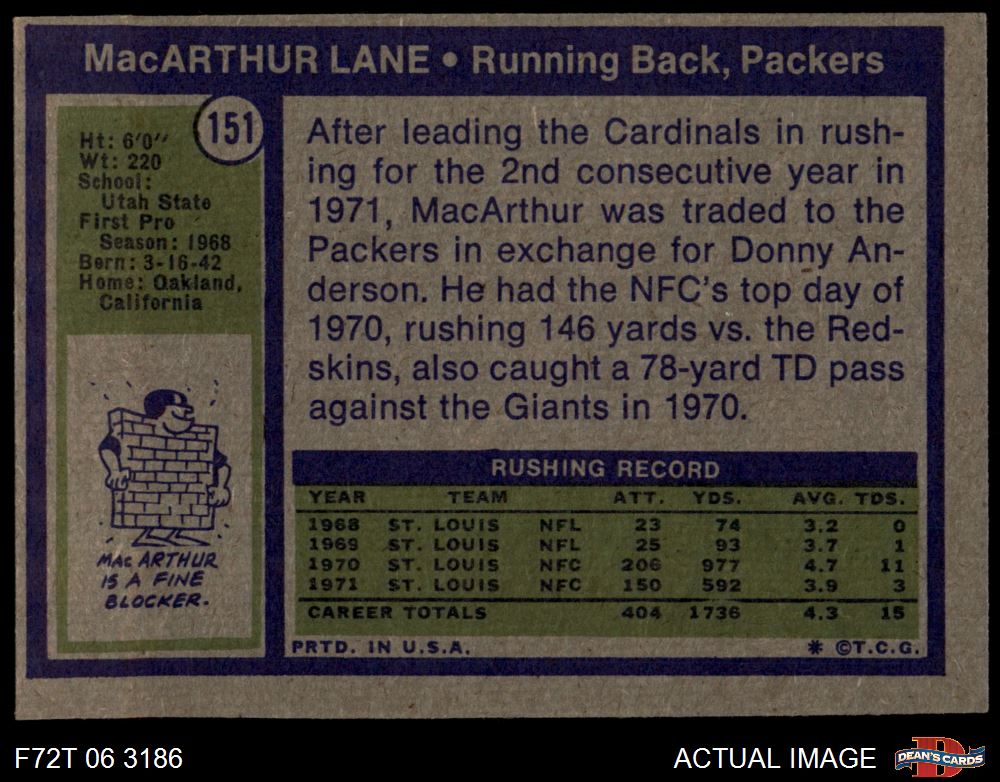 MacARTHUR LANE • Running Back, Packers
151
Ht: 6'0"
Wt: 220
School:
Utah State
First Pro
Season: 1968
Born: 3-16-42
Home: Oakland,
California
MacARTHUR
IS A FINE
BLOCKER.
After leading the Cardinals in rush-
ing for the 2nd consecutive year in
1971, MacArthur was traded to the
Packers in exchange for Donny An-
derson. He had the NFC's top day of
1970, rushing 146 yards vs. the Red-
skins, also caught a 78-yard TD pass
against the Giants in 1970.
RUSHING RECORD
YEAR TEAM ATT. YDS. AVG. TDS.
1968 ST. LOUIS NFL 23 74 3.2 0
1969 ST. LOUIS NFL 25 93 3.7 1
1970 ST. LOUIS NFC 206 977 4.7 11
1971 ST. LOUIS NFC 150 592 3.9 3
CAREER TOTALS 404 1736 4.3 15
PRTD. IN U.S.A. * ©T.C.G.
F72T 06 3186 ACTUAL IMAGE D DEAN'S CARDS